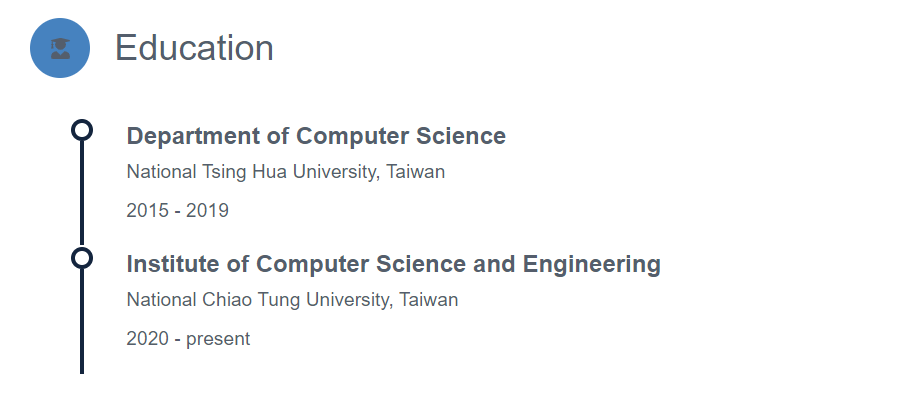 Education
Department of Computer Science
National Tsing Hua University, Taiwan
2015 - 2019
Institute of Computer Science and Engineering
National Chiao Tung University, Taiwan
2020 - present